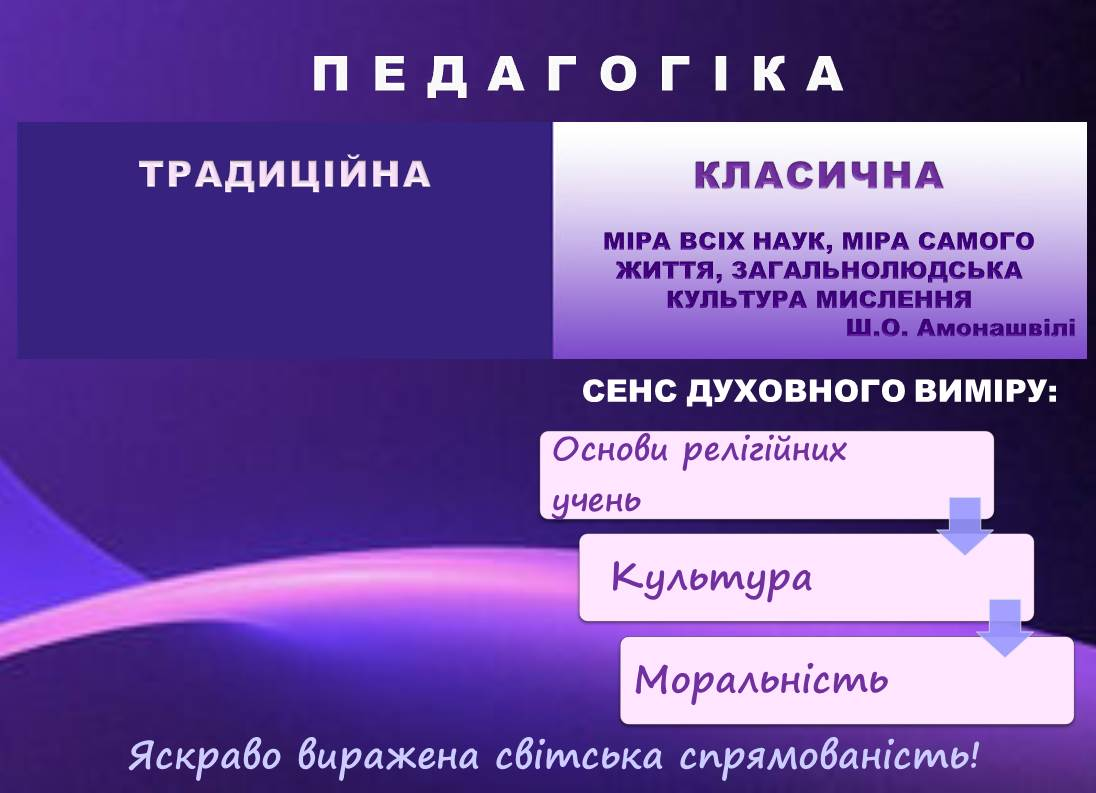 ПЕДАГОГІКА
ТРАДИЦІЙНА
КЛАСИЧНА
МІРА ВСІХ НАУК, МІРА САМОГО
ЖИТТЯ, ЗАГАЛЬНОЛЮДСЬКА
КУЛЬТУРА МИСЛЕННЯ
Ш.О. Амонашвілі
СЕНС ДУХОВНОГО ВИМІРУ:
Основи релігійних
учень
Культура
Моральність
Яскраво виражена світська спрямованість!